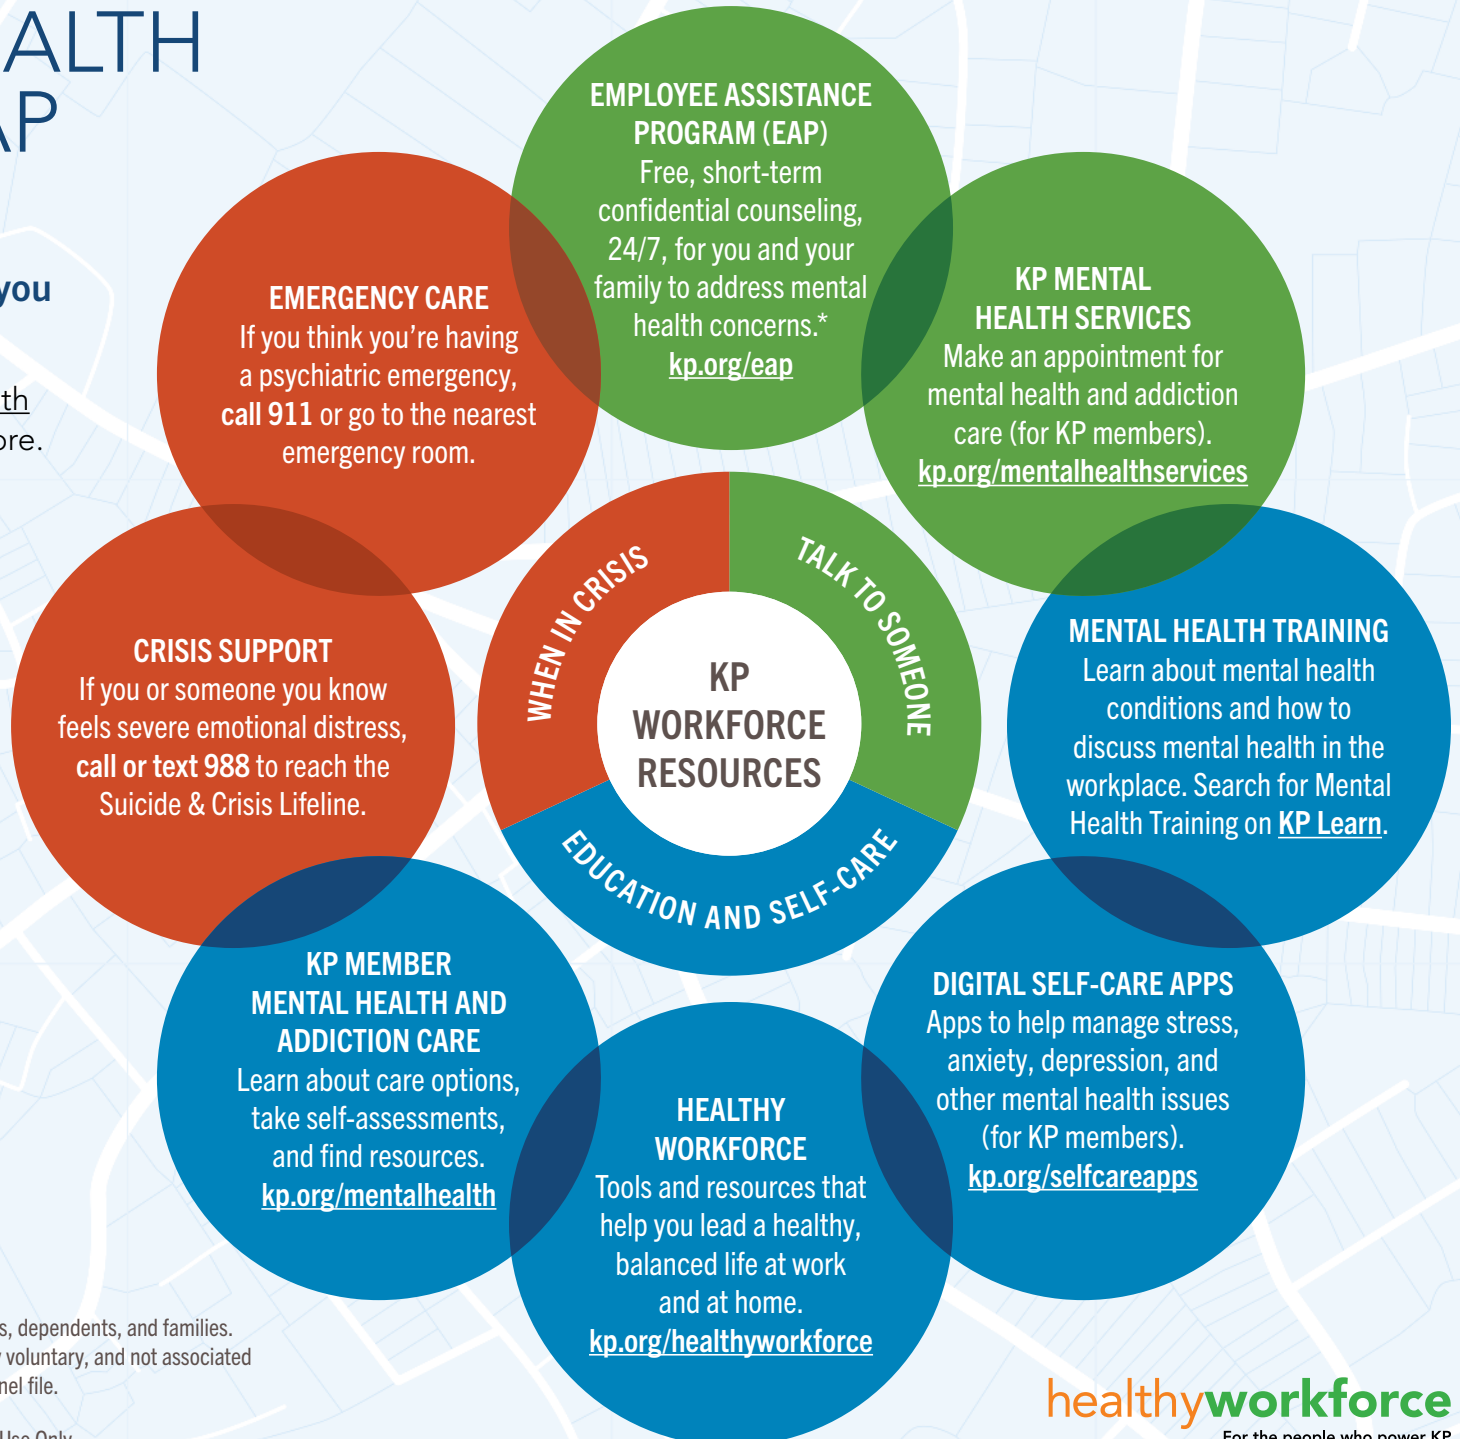 ALTH
AP
you
th
ore.
EMPLOYEE ASSISTANCE
PROGRAM (EAP)
Free, short-term
confidential counseling,
24/7, for you and your
family to address mental
health concerns.*
kp.org/eap
KP MENTAL
HEALTH SERVICES
Make an appointment for
mental health and addiction
care (for KP members).
kp.org/mentalhealthservices
MENTAL HEALTH TRAINING
Learn about mental health
conditions and how to
discuss mental health in the
workplace. Search for Mental
Health Training on KP Learn.
DIGITAL SELF-CARE APPS
Apps to help manage stress,
anxiety, depression, and
other mental health issues
(for KP members).
kp.org/selfcareapps
HEALTHY
WORKFORCE
Tools and resources that
help you lead a healthy,
balanced life at work
and at home.
kp.org/healthyworkforce
KP MEMBER
MENTAL HEALTH AND
ADDICTION CARE
Learn about care options,
take self-assessments,
and find resources.
kp.org/mentalhealth
CRISIS SUPPORT
If you or someone you know
feels severe emotional distress,
call or text 988 to reach the
Suicide & Crisis Lifeline.
EMERGENCY CARE
If you think you're having
a psychiatric emergency,
call 911 or go to the nearest
emergency room.
WHEN IN CRISIS
TALK TO SOMEONE
EDUCATION AND SELF-CARE
KP
WORKFORCE
RESOURCES
s, dependents, and families.
voluntary, and not associated
nel file.
Use Only
healthyworkforce
For the people who power KP